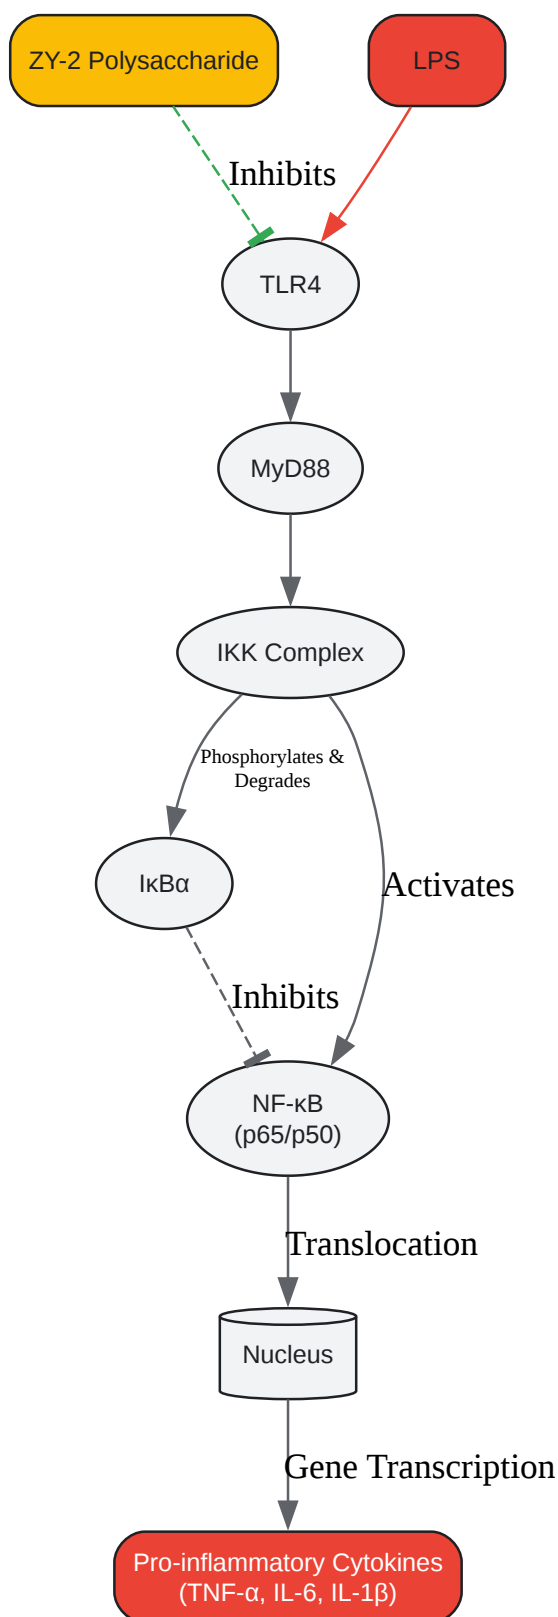 ZY-2 Polysaccharide
LPS
Inhibits
TLR4
MyD88
IKK Complex
Phosphorylates &
Degrades
IκBα
Activates
Inhibits
NF-κB
(p65/p50)
Translocation
Nucleus
Gene Transcription
Pro-inflammatory Cytokines
(TNF-α, IL-6, IL-1β)